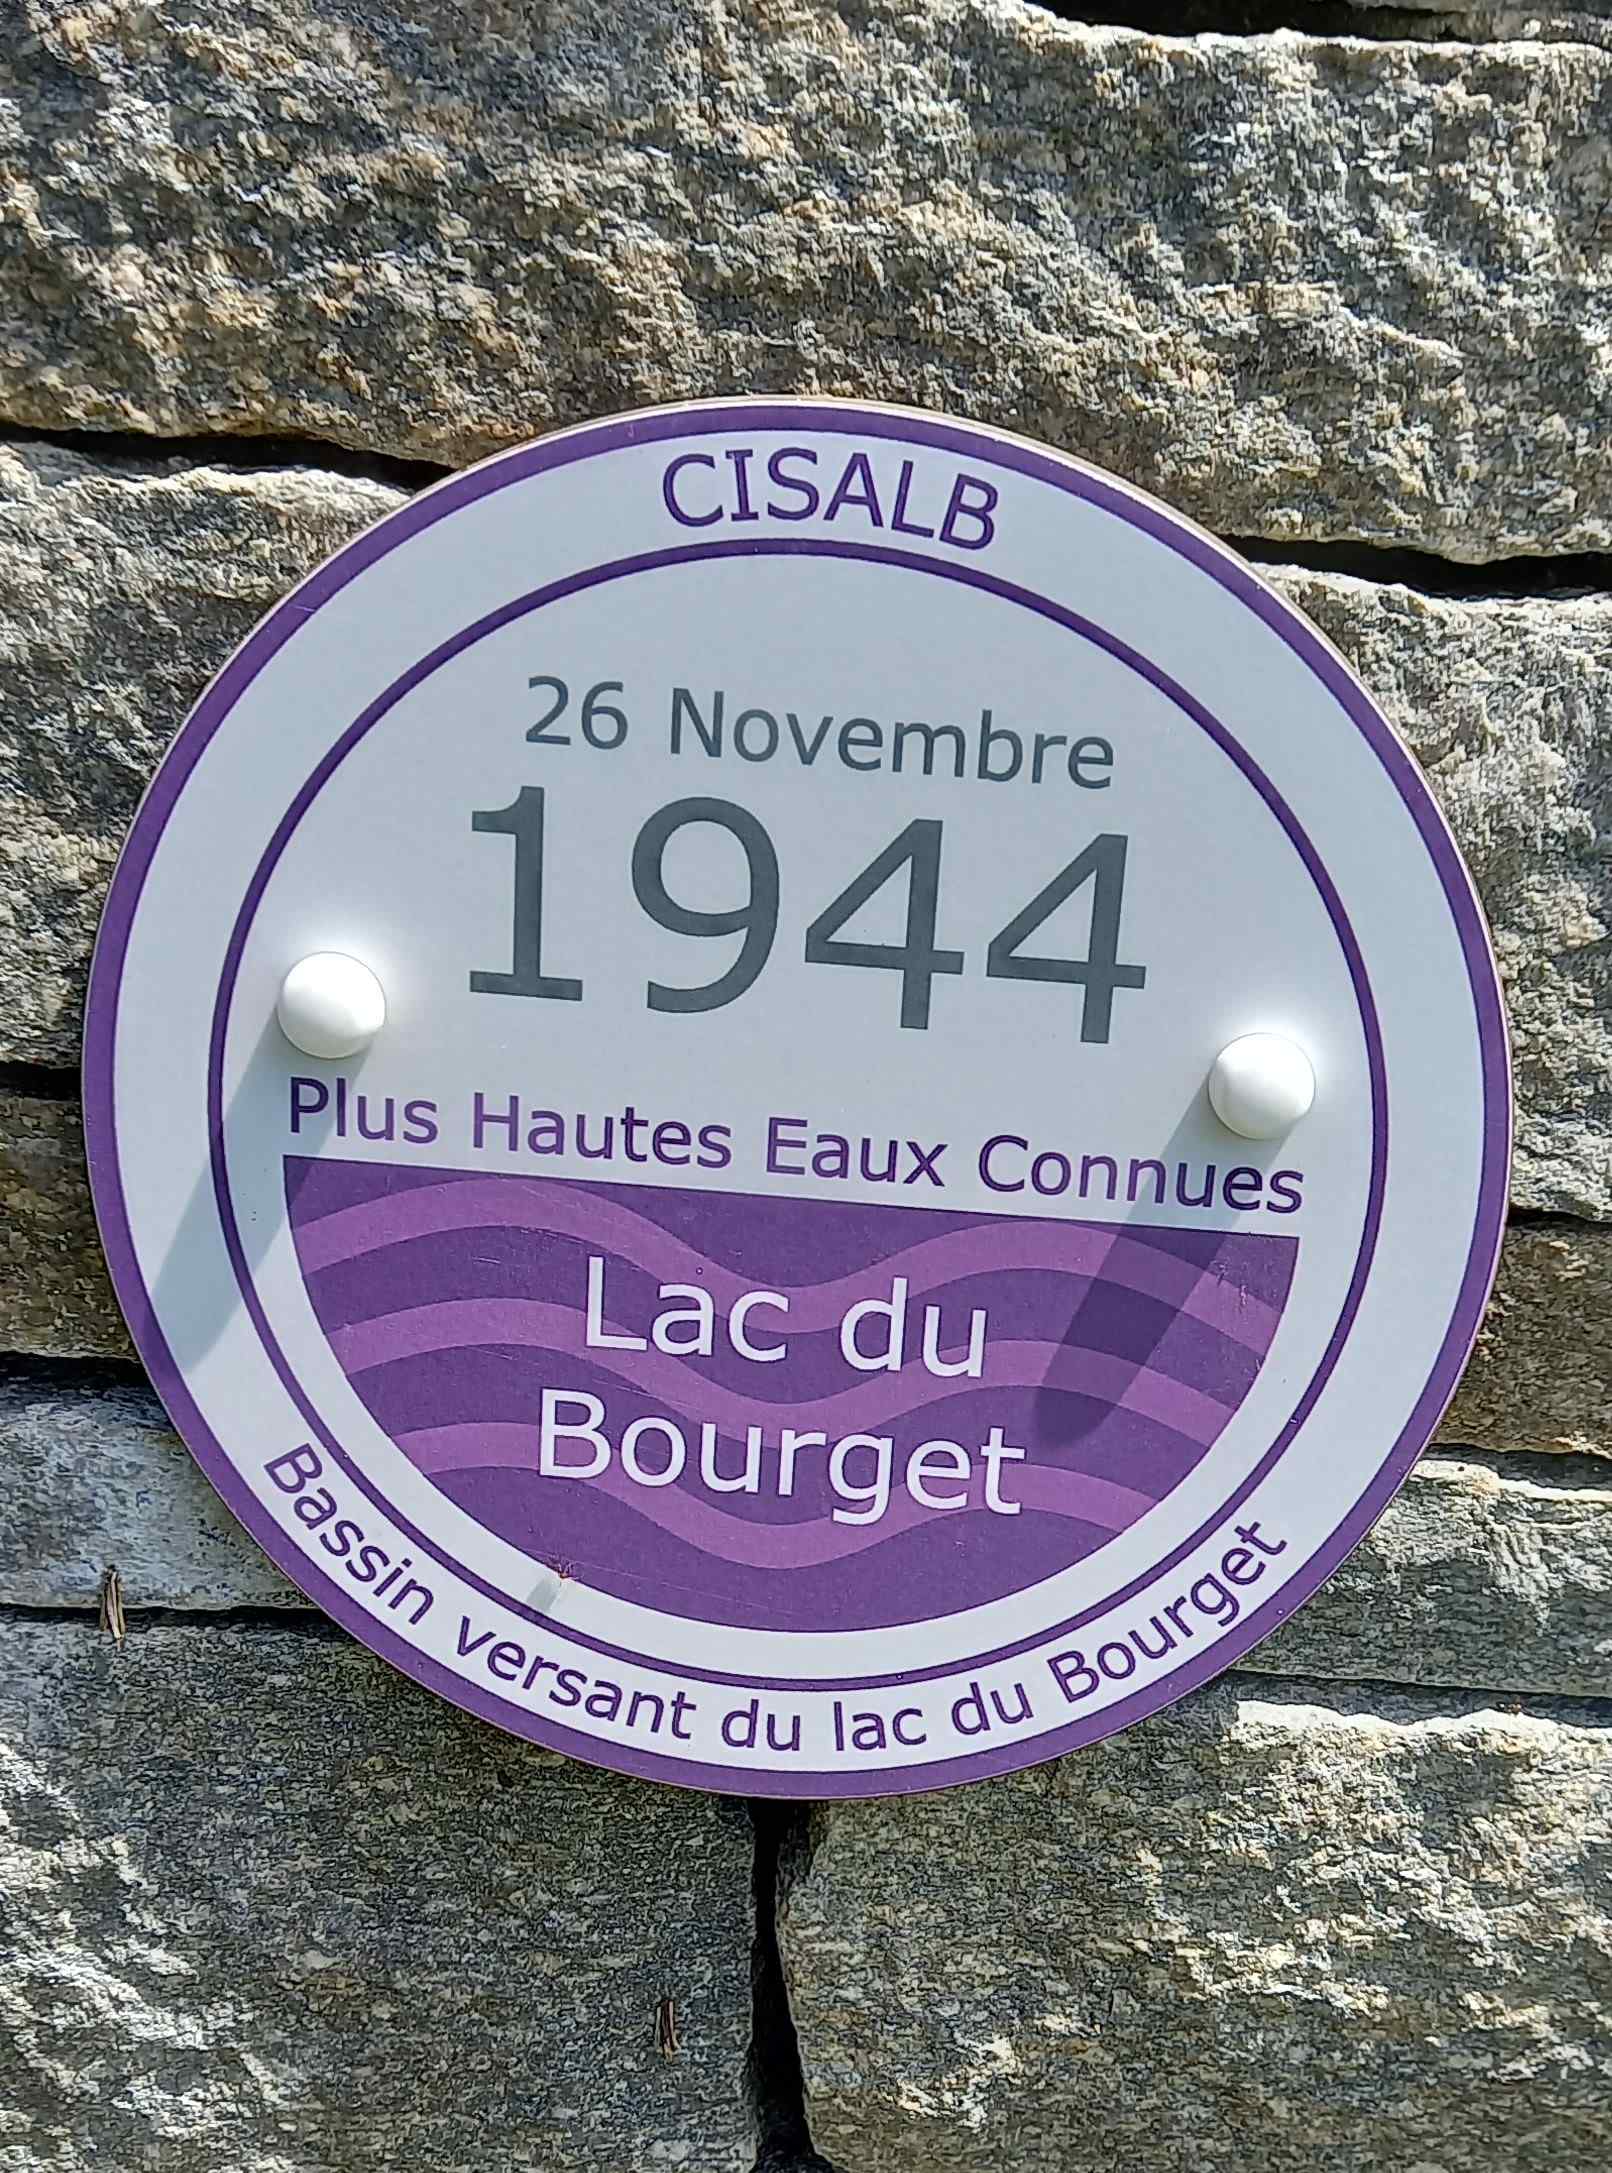 CISALB
26 Novembre
1944
Plus Hautes Eaux Connues
Lac du
Bourget
Bassin versant du lac du Bourget